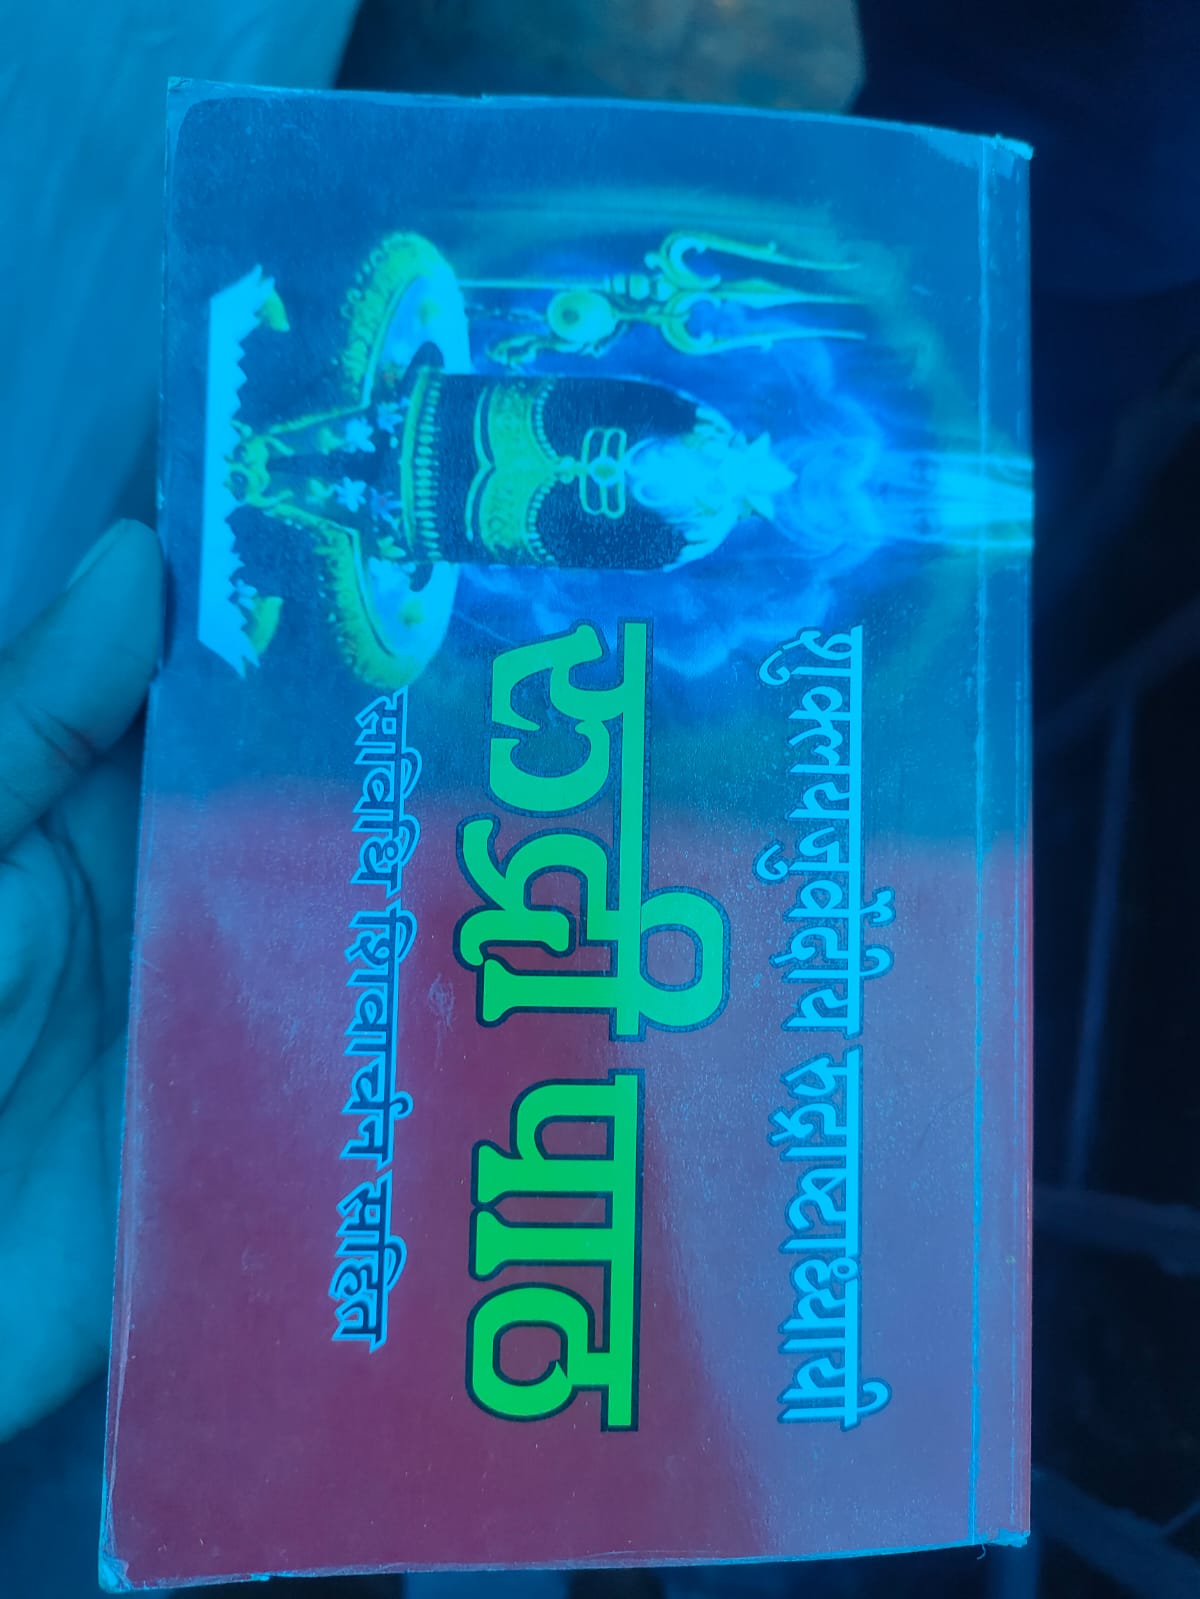 शुक्लयजुर्वेदीय रुद्राष्टाध्यायी
रुद्री पाठ
सविधि शिवार्चन सहित